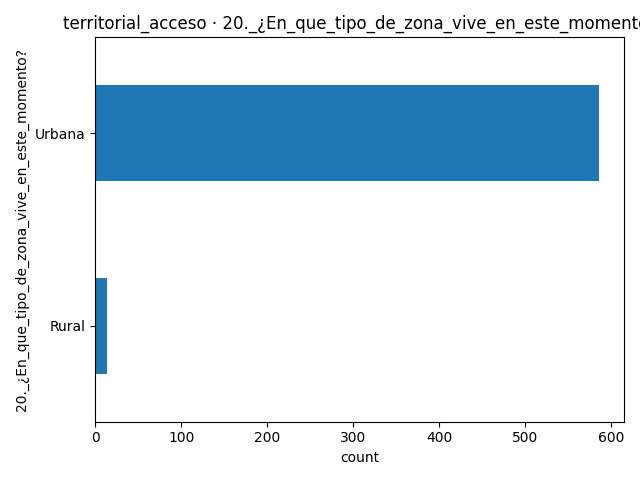 territorial_acceso · 20._¿En_que_tipo_de_zona_vive_en_este_momento
20._¿En_que_tipo_de_zona_vive_en_este_momento?
Urbana
Rural
0 100 200 300 400 500 600
count